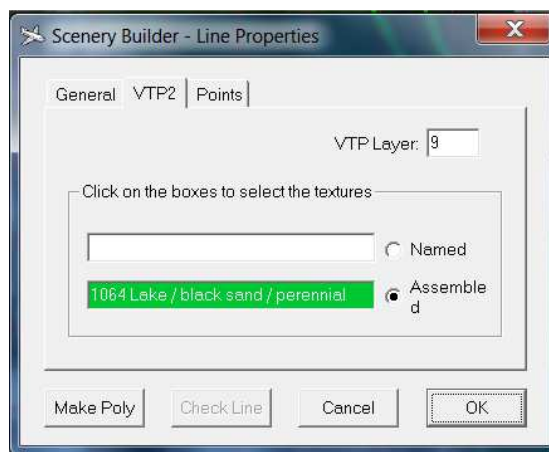 Scenery Builder - Line Properties
X
General
VTP2
Points
VTP Layer: 9
Click on the boxes to select the textures
Named
1064 Lake / black sand / perennial
Assemble
d
Make Poly
Check Line
Cancel
OK